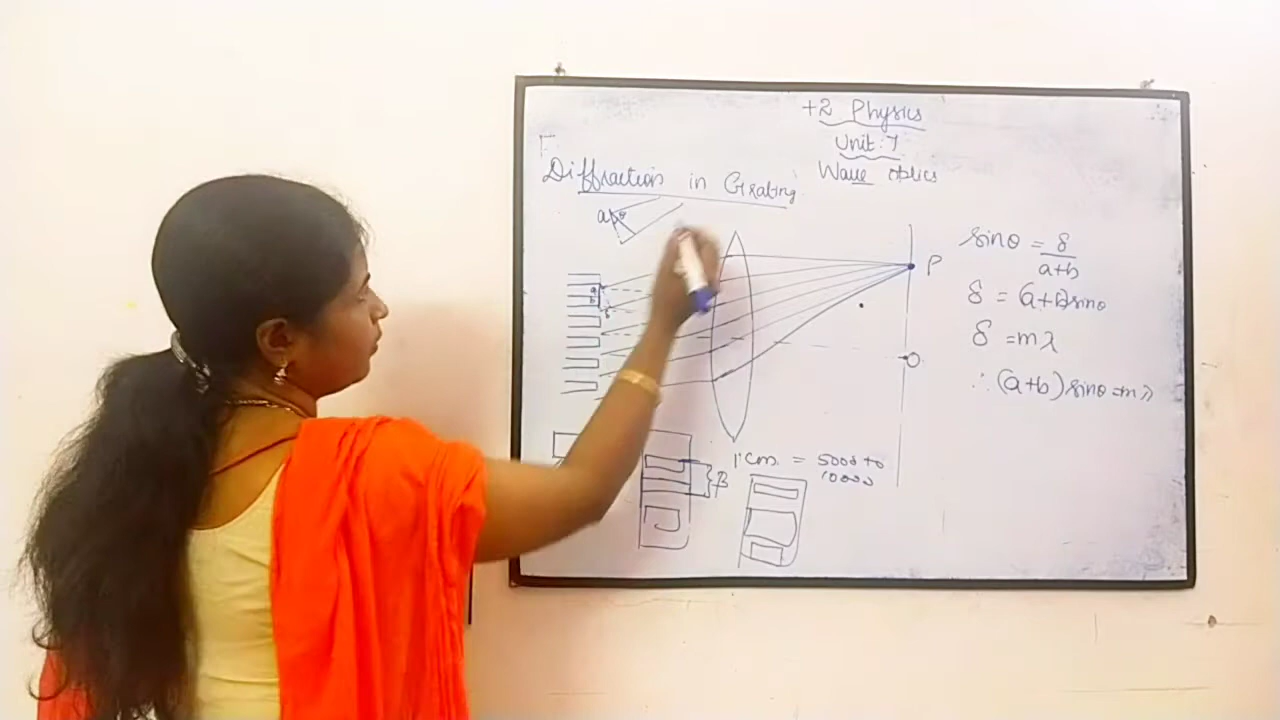 +2 Physics
Unit: 7
Wave optics
Diffraction in Grating
a θ
a
b
δ
P
O
sinθ = δ
a+b
δ = (a+b)sinθ
δ = mλ
∴ (a+b) sinθ = mλ
1 cm = 5000 to
10000
β